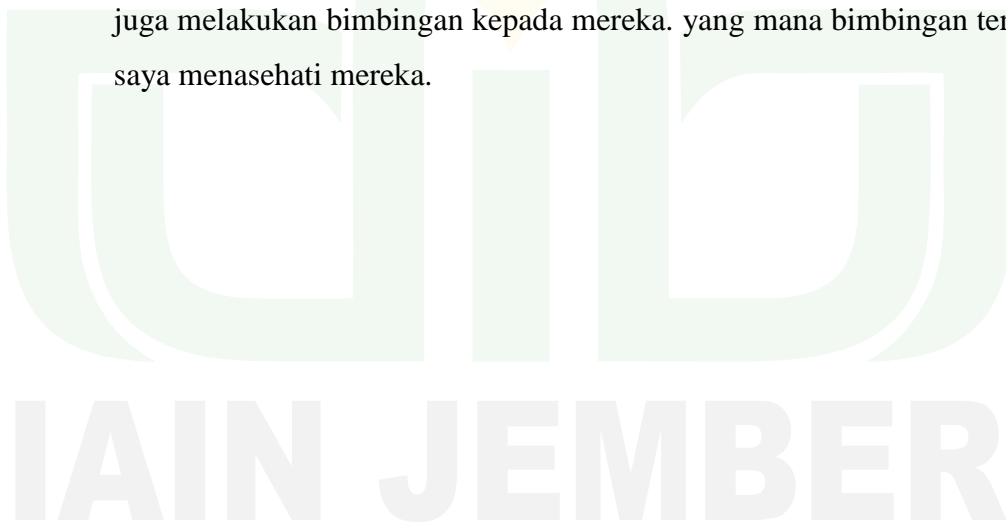 juga melakukan bimbingan kepada mereka. yang mana bimbingan
saya menasehati mereka.
IAIN JEMBER